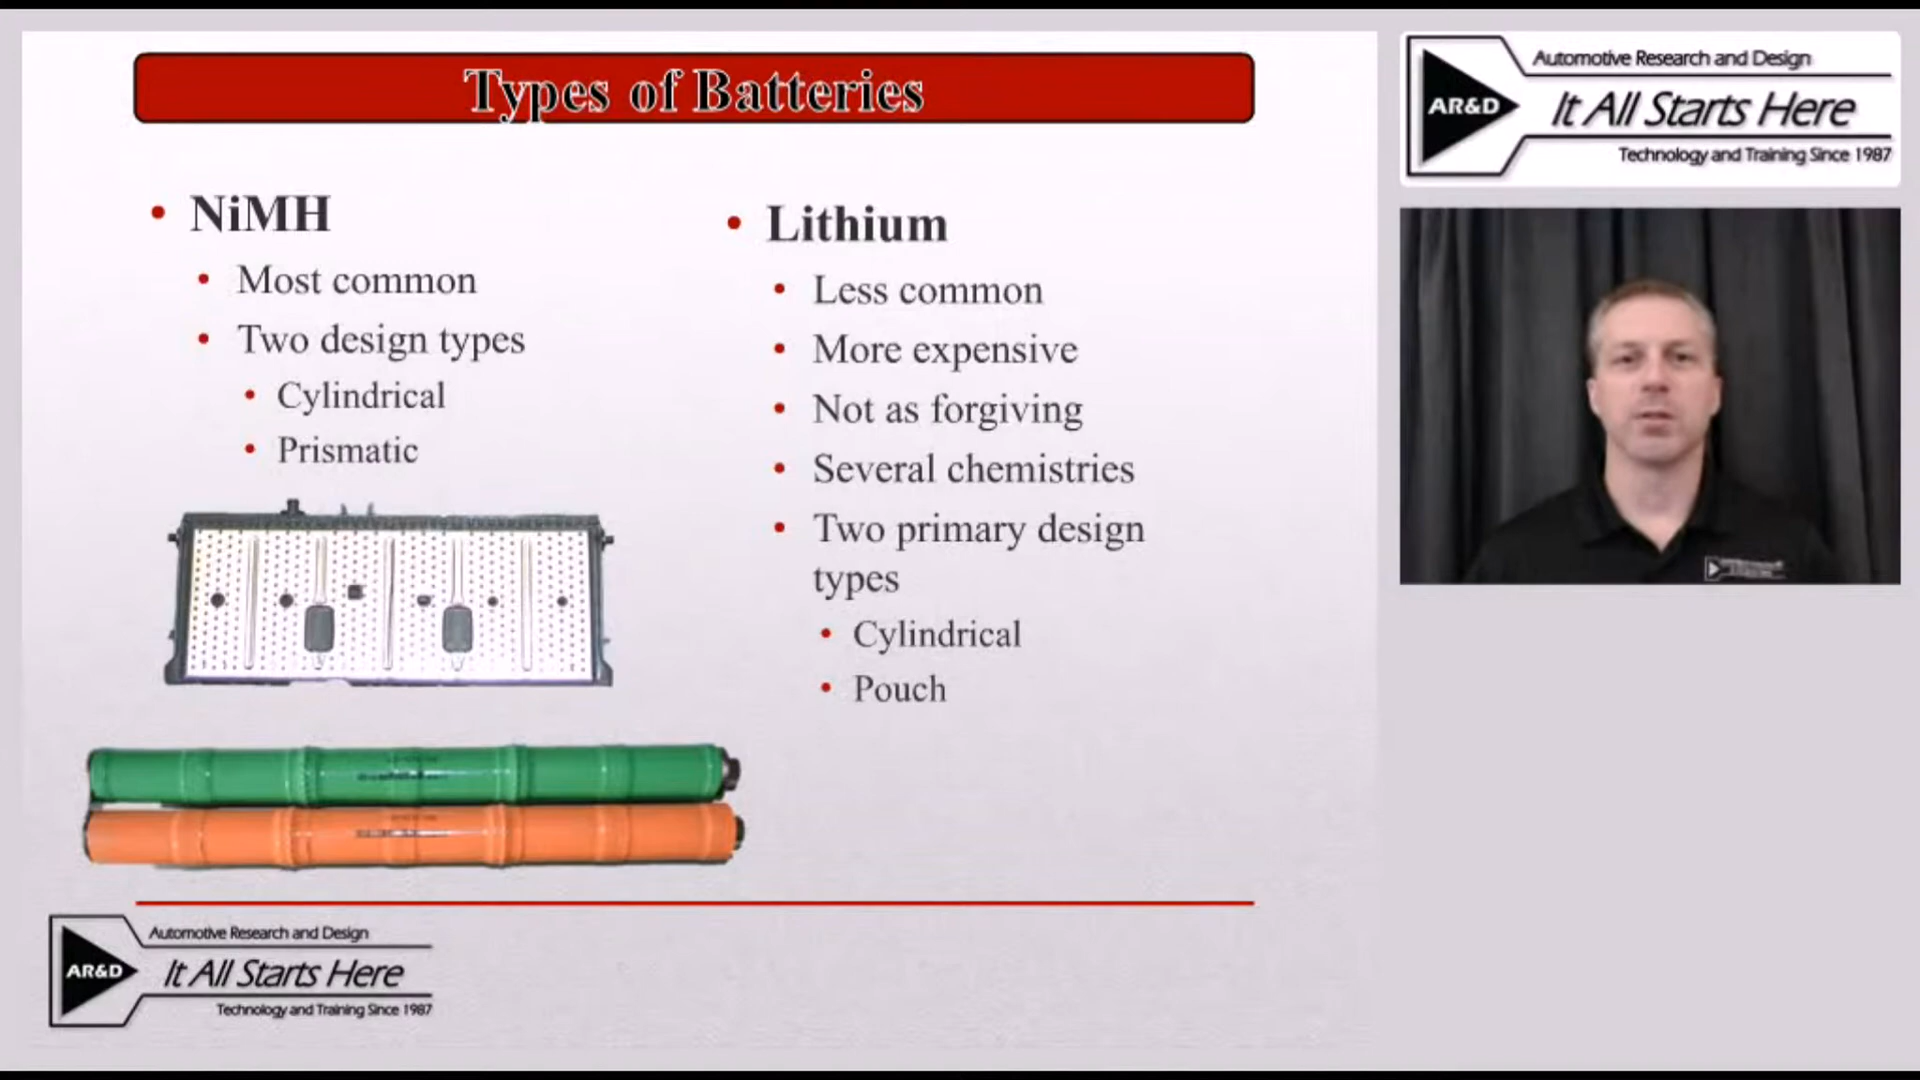 Types of Batteries
• NiMH
• Most common
• Two design types
• Cylindrical
• Prismatic
• Lithium
• Less common
• More expensive
• Not as forgiving
• Several chemistries
• Two primary design
types
• Cylindrical
• Pouch
Automotive Research and Design
AR&D
It All Starts Here
Technology and Training Since 1987
Automotive Research and Design
AR&D
It All Starts Here
Technology and Training Since 1987